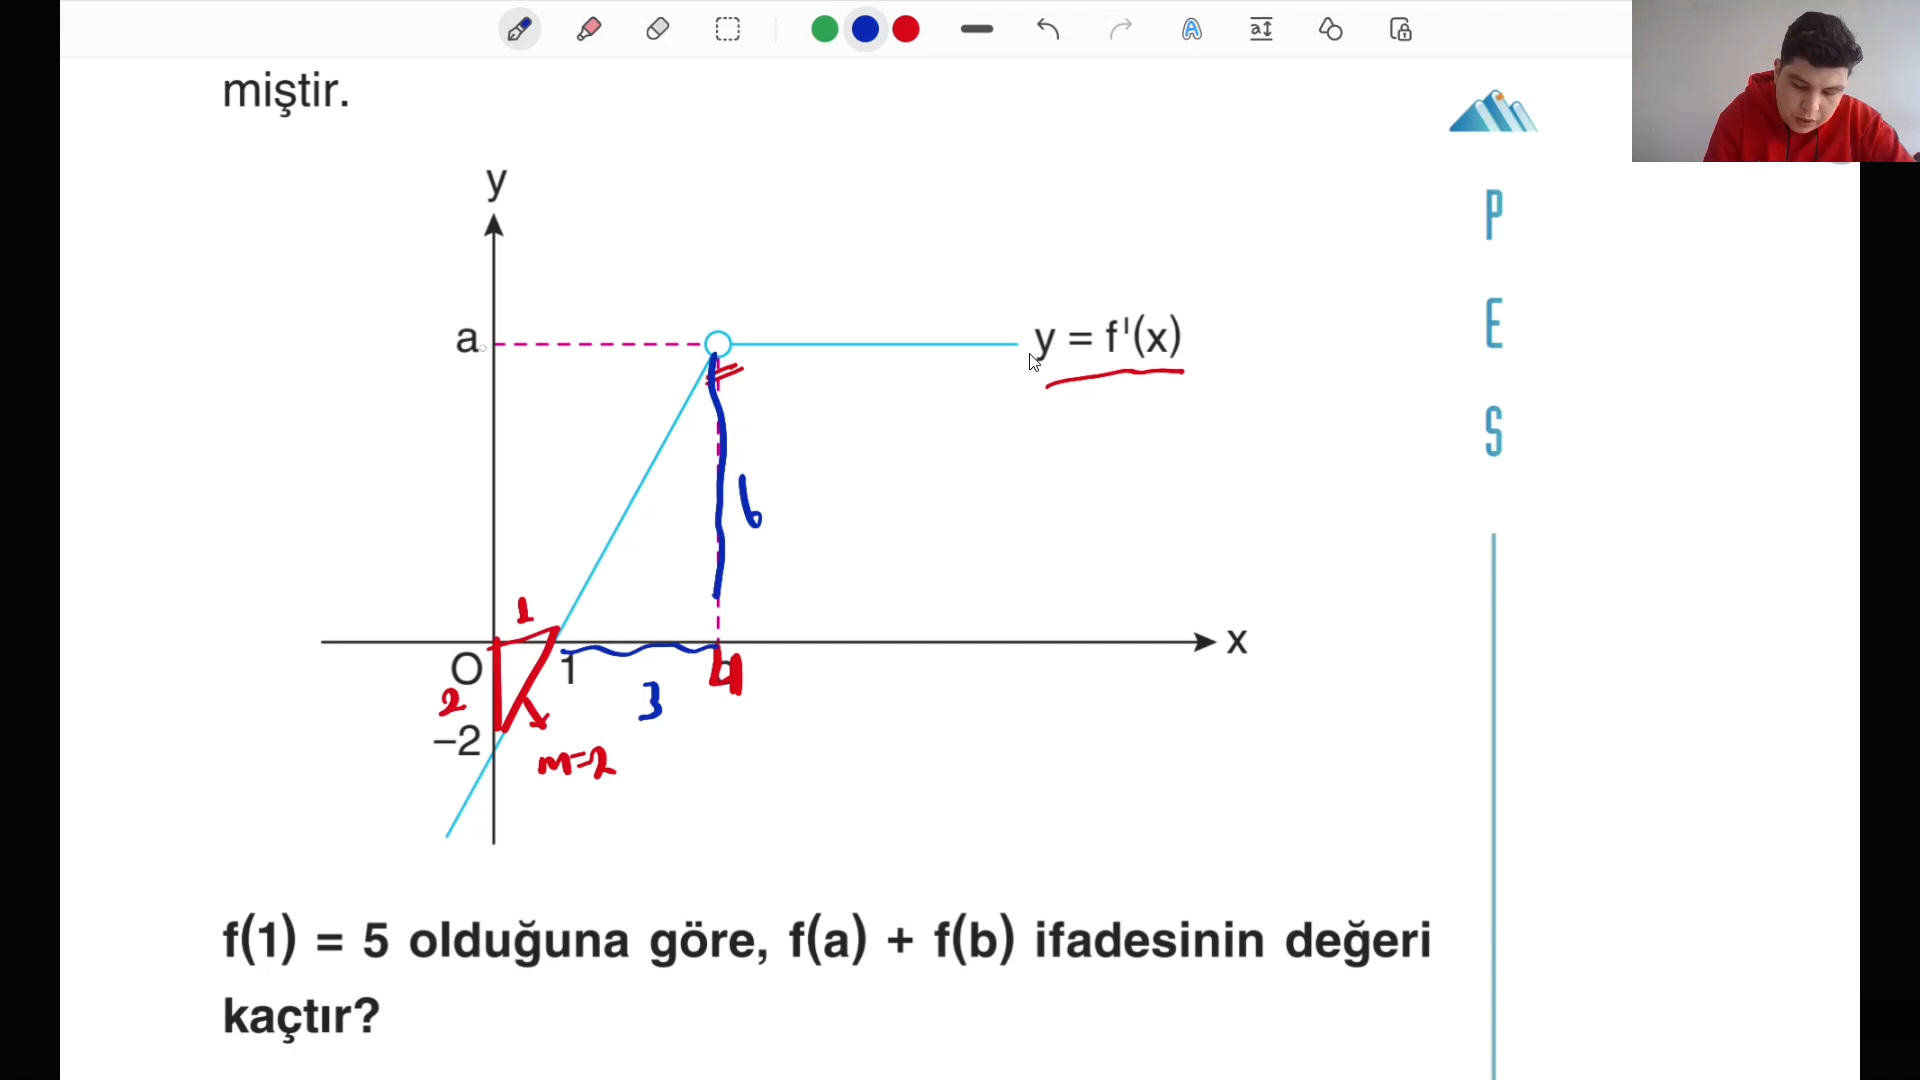 miştir.
y
a
y = f'(x)
6
1
O
1
4
x
2
3
−2
m=2
f(1) = 5 olduğuna göre, f(a) + f(b) ifadesinin değeri
kaçtır?
P
E
S